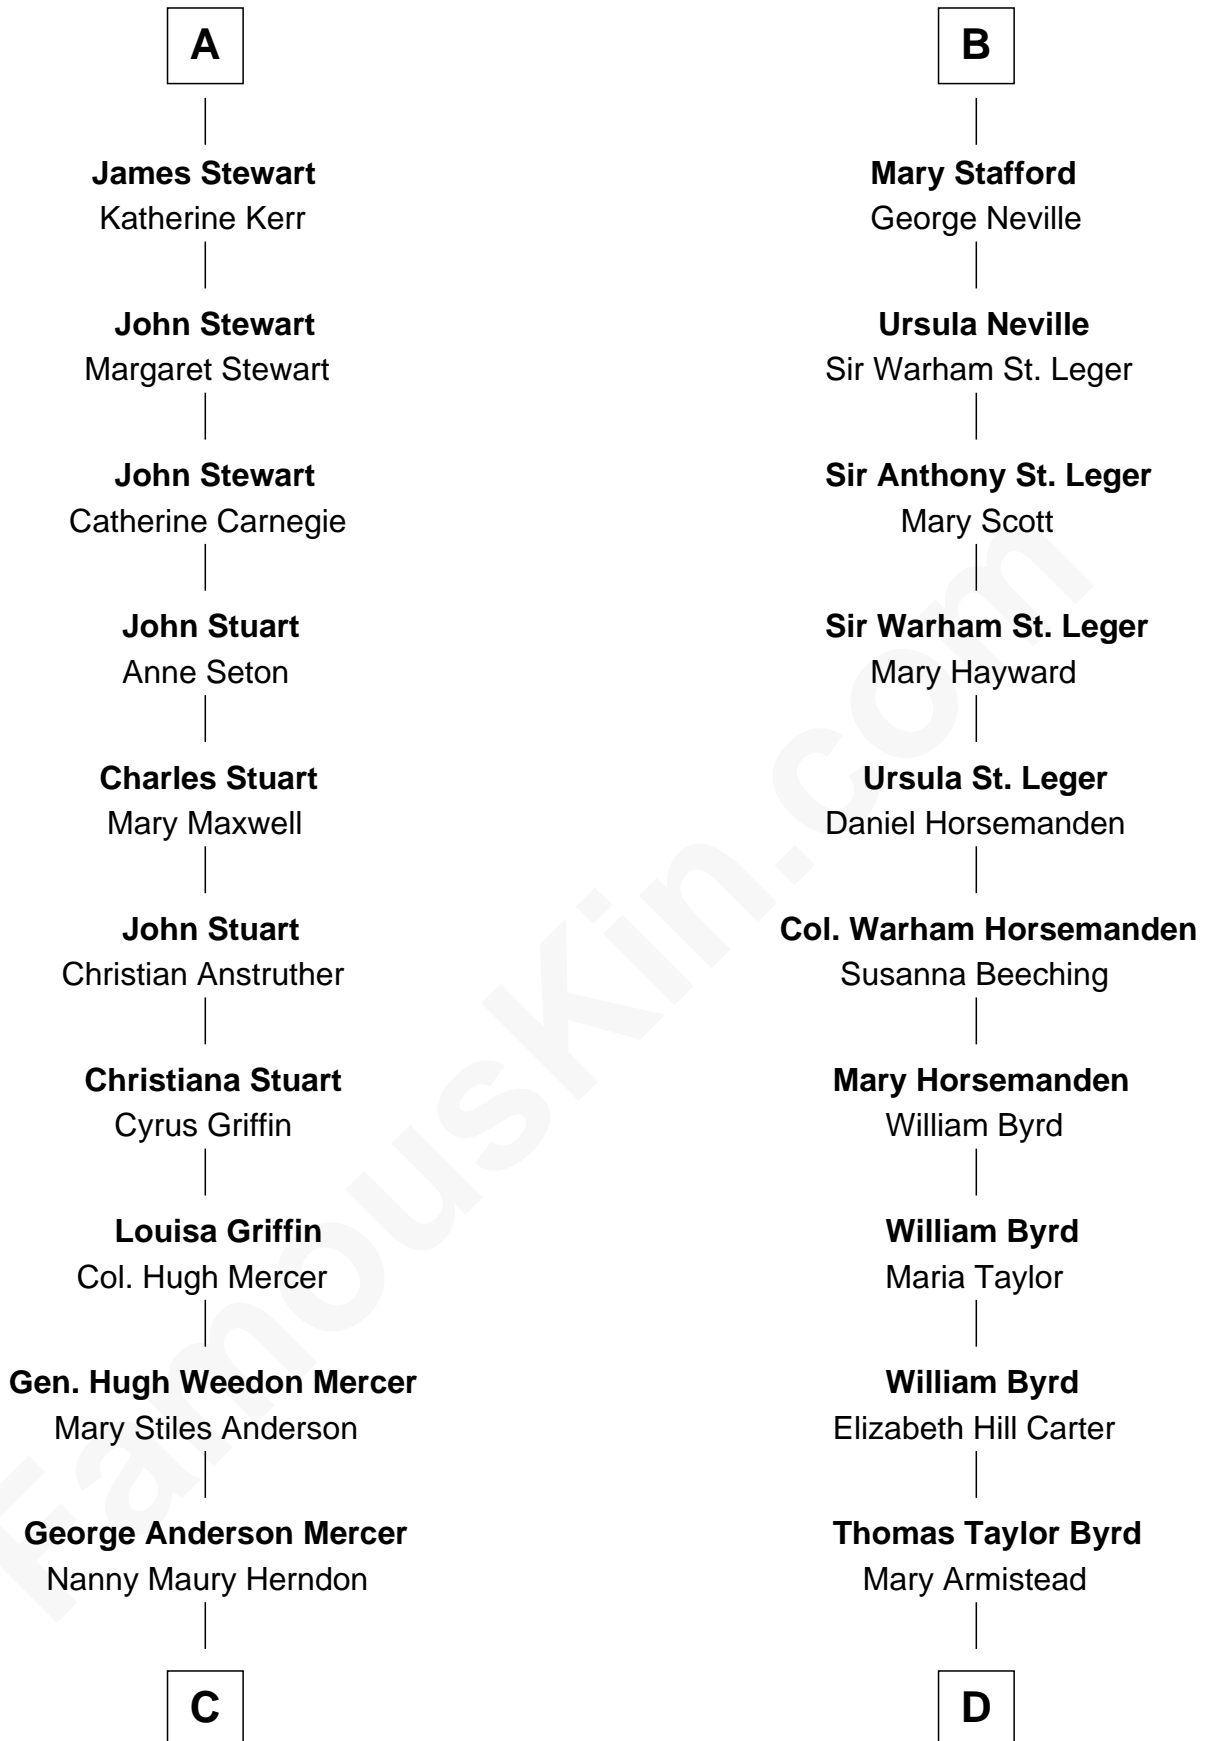 A
James Stewart
Katherine Kerr
John Stewart
Margaret Stewart
John Stewart
Catherine Carnegie
John Stuart
Anne Seton
Charles Stuart
Mary Maxwell
John Stuart
Christian Anstruther
Christiana Stuart
Cyrus Griffin
Louisa Griffin
Col. Hugh Mercer
Gen. Hugh Weedon Mercer
Mary Stiles Anderson
George Anderson Mercer
Nanny Maury Herndon
C
B
Mary Stafford
George Neville
Ursula Neville
Sir Warham St. Leger
Sir Anthony St. Leger
Mary Scott
Sir Warham St. Leger
Mary Hayward
Ursula St. Leger
Daniel Horsemanden
Col. Warham Horsemanden
Susanna Beeching
Mary Horsemanden
William Byrd
William Byrd
Maria Taylor
William Byrd
Elizabeth Hill Carter
Thomas Taylor Byrd
Mary Armistead
D
FamousKin.com